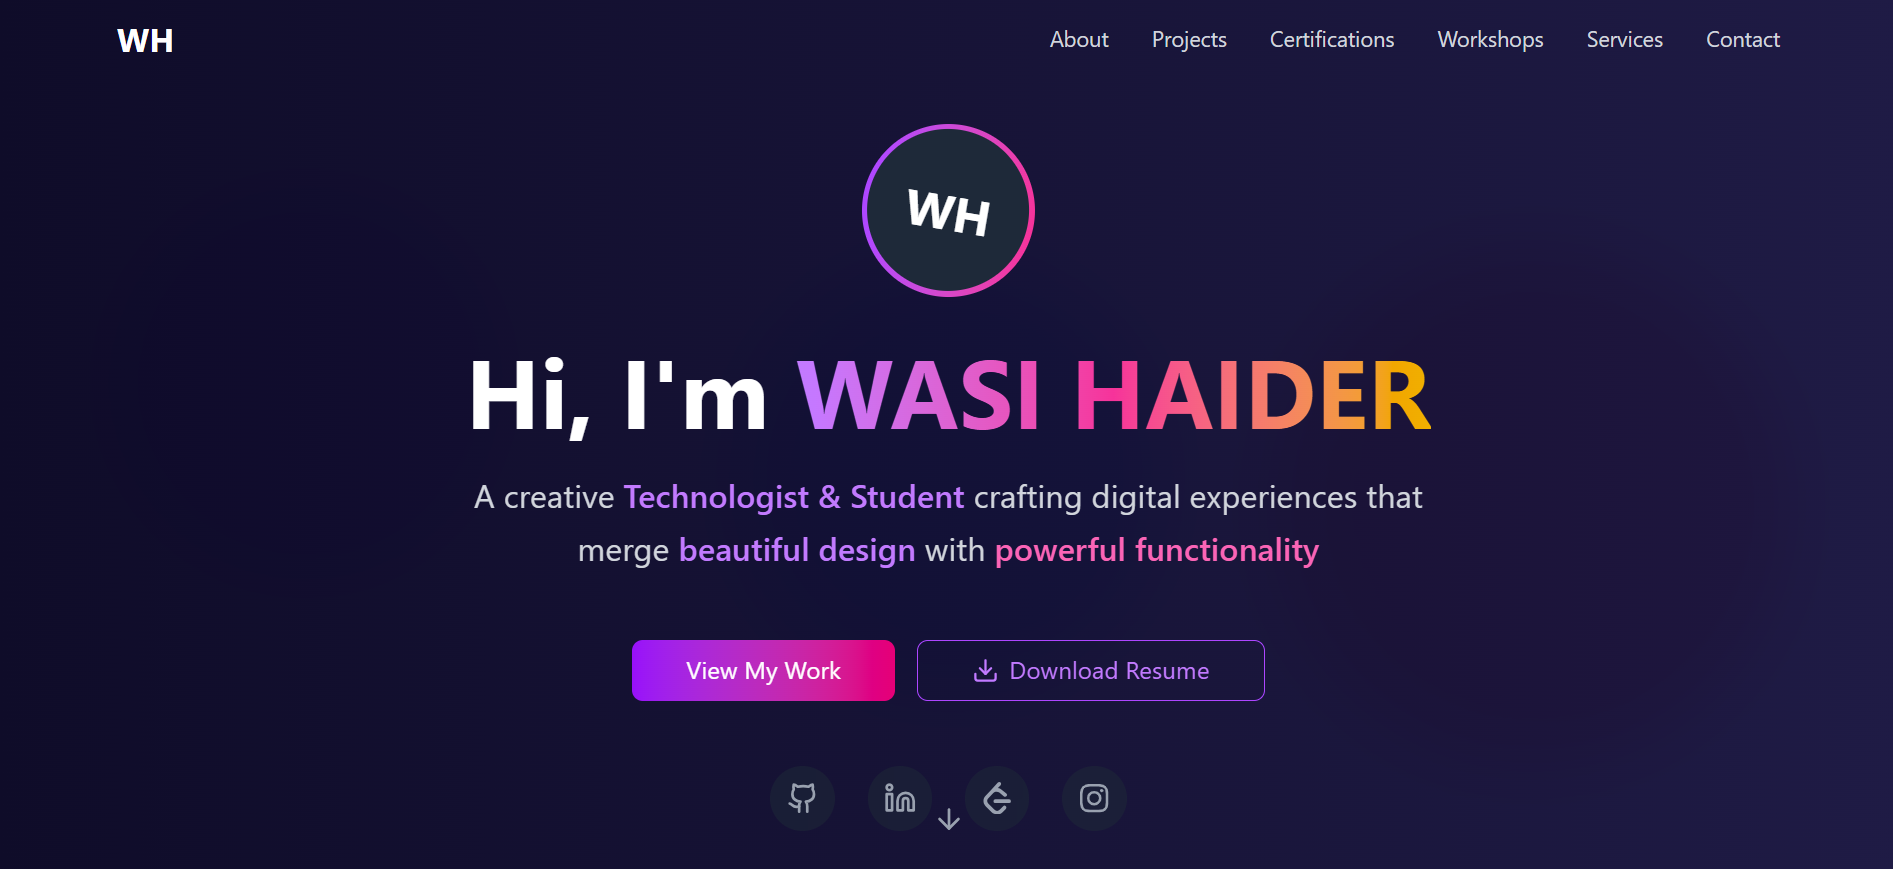 WH
About Projects Certifications Workshops Services Contact
WH
Hi, I'm WASI HAIDER
A creative Technologist & Student crafting digital experiences that
merge beautiful design with powerful functionality
View My Work
Download Resume